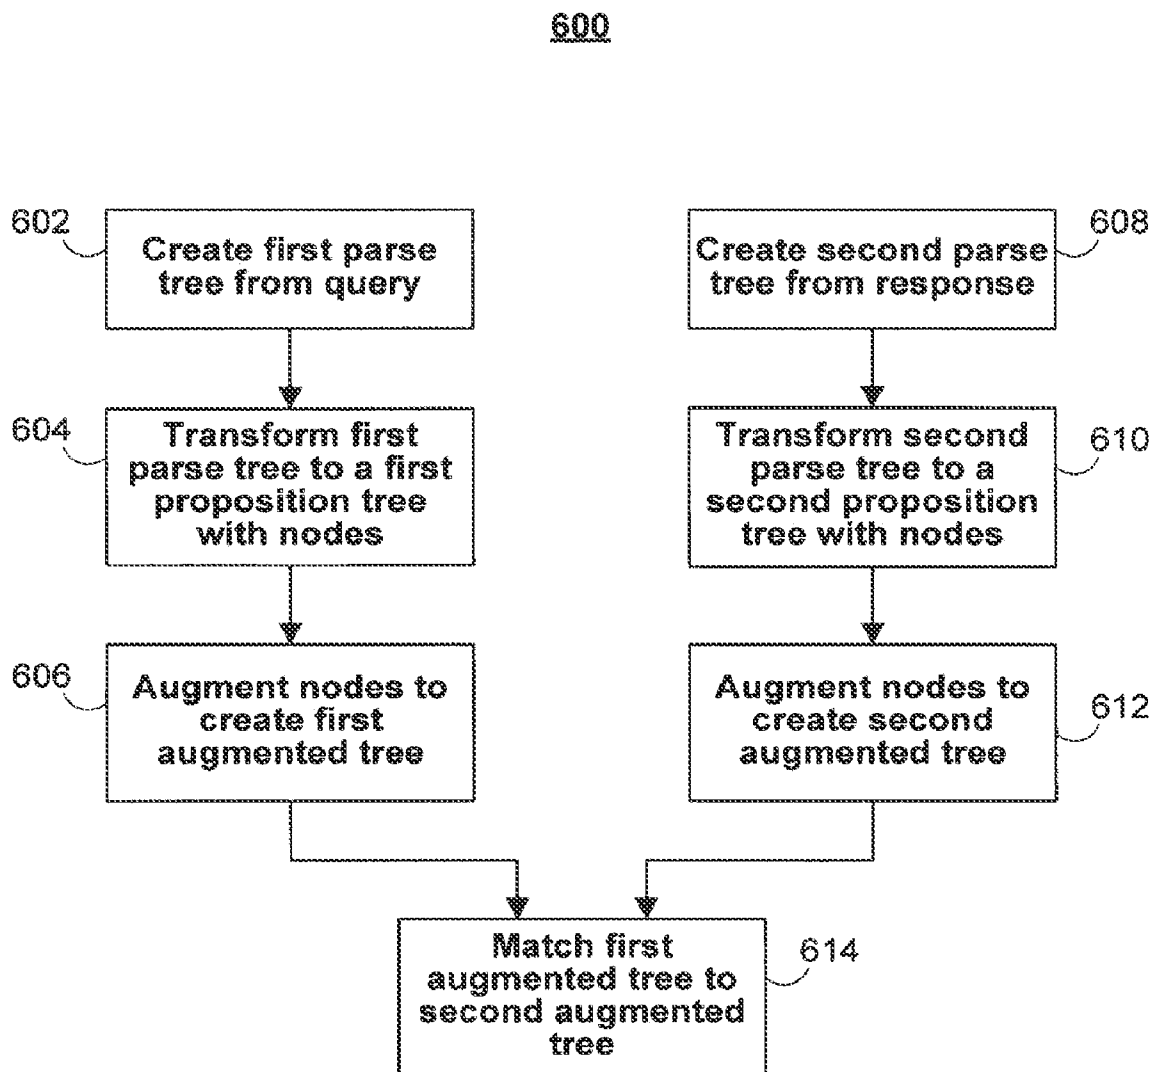 600
602
Create first parse
tree from query
604
Transform first
parse tree to a first
proposition tree
with nodes
606
Augment nodes to
create first
augmented tree
608
Create second parse
tree from response
610
Transform second
parse tree to a
second proposition
tree with nodes
612
Augment nodes to
create second
augmented tree
614
Match first
augmented tree to
second augmented
tree